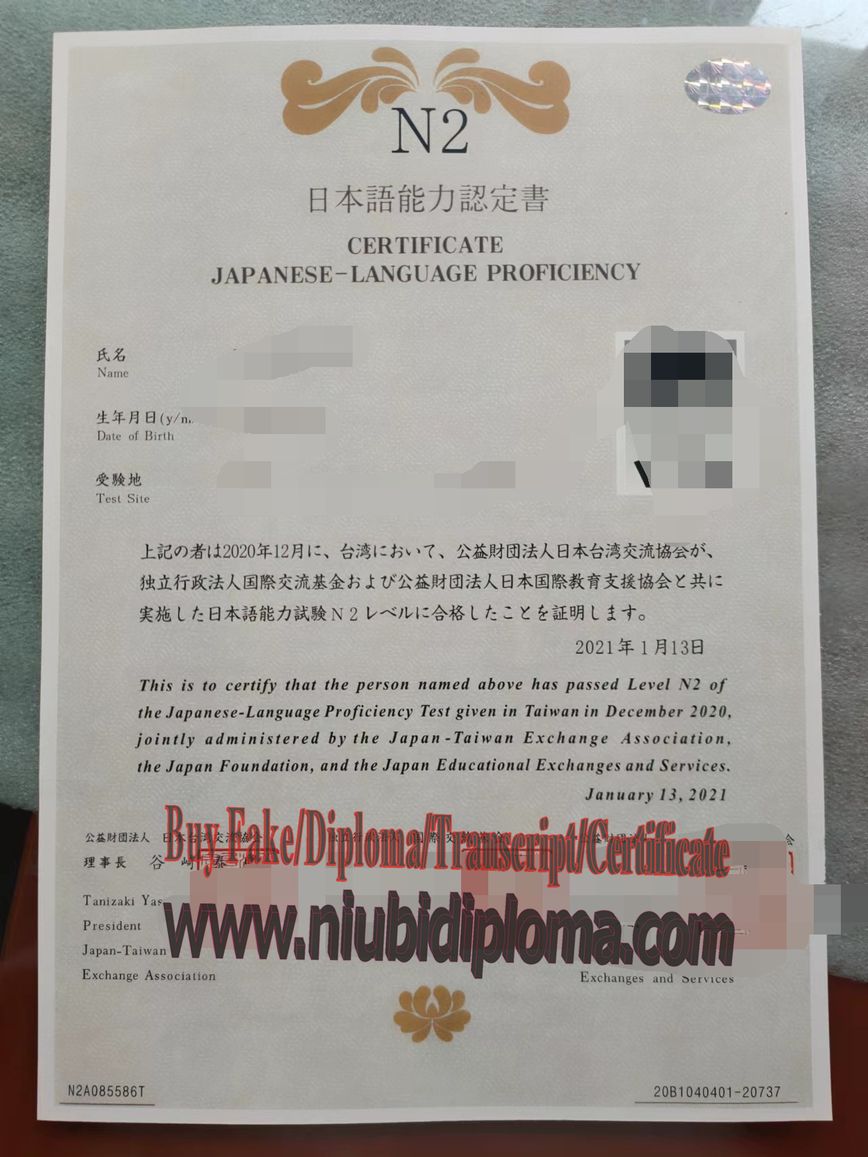 N2
日本語能力認定書
CERTIFICATE
JAPANESE-LANGUAGE PROFICIENCY
氏名
Name
生年月日(y/n
Date of Birth
受験地
Test Site
上記の者は2020年12月に、台湾において、公益財団法人日本台湾交流協会が、
独立行政法人国際交流基金および公益財団法人日本国際教育支援協会と共に
実施した日本語能力試験N2レベルに合格したことを証明します。
2021年1月13日
This is to certify that the person named above has passed Level N2 of
the Japanese-Language Proficiency Test given in Taiwan in December 2020,
jointly administered by the Japan-Taiwan Exchange Association,
the Japan Foundation, and the Japan Educational Exchanges and Services.
January 13, 2021
公益財団法人 日本台湾交流協会
理事長 谷崎泰
Buy Fake/Diploma/Transcript/Certificate
Tanizaki Yas
www.niubidiploma.com
President
Japan-Taiwan
Exchange Association
Exchanges and Services
N2A085586T
20B1040401-20737